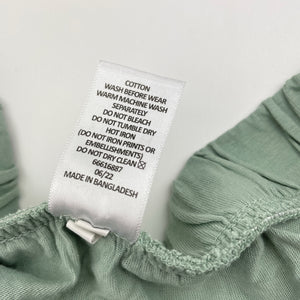 COTTON
WASH BEFORE WEAR
WARM MACHINE WASH
SEPARATELY
DO NOT BLEACH
DO NOT TUMBLE DRY
HOT IRON
(DO NOT IRON PRINTS OR
EMBELLISHMENTS)
DO NOT DRY CLEAN
66616887
06/22
MADE IN BANGLADESH